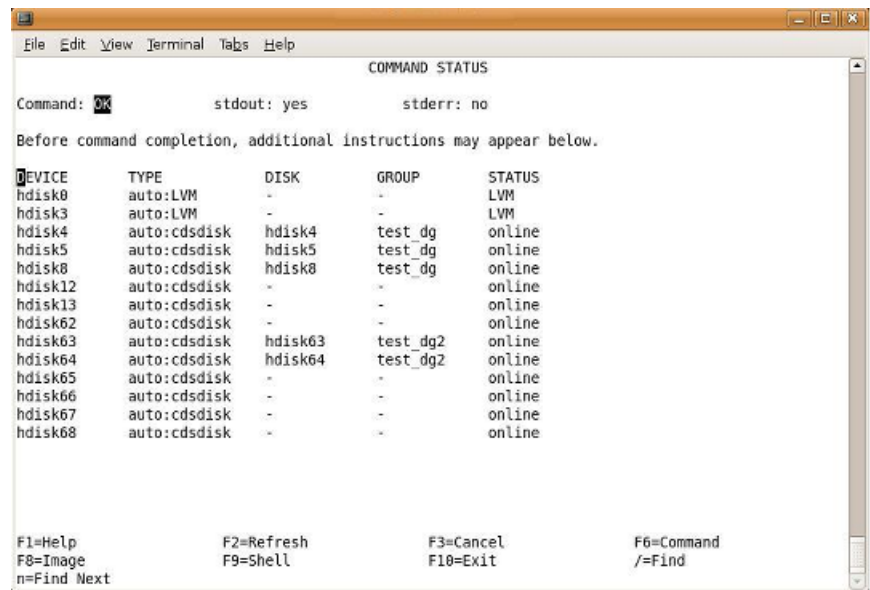 File Edit View Terminal Tabs Help
COMMAND STATUS
Command: OK stdout: yes stderr: no
Before command completion, additional instructions may appear below.
DEVICE TYPE DISK GROUP STATUS
hdisk0 auto:LVM - - LVM
hdisk3 auto:LVM - - LVM
hdisk4 auto:cdsdisk hdisk4 test_dg online
hdisk5 auto:cdsdisk hdisk5 test_dg online
hdisk8 auto:cdsdisk hdisk8 test_dg online
hdisk12 auto:cdsdisk - - online
hdisk13 auto:cdsdisk - - online
hdisk62 auto:cdsdisk - - online
hdisk63 auto:cdsdisk hdisk63 test_dg2 online
hdisk64 auto:cdsdisk hdisk64 test_dg2 online
hdisk65 auto:cdsdisk - - online
hdisk66 auto:cdsdisk - - online
hdisk67 auto:cdsdisk - - online
hdisk68 auto:cdsdisk - - online
F1=Help F2=Refresh F3=Cancel F6=Command
F8=Image F9=Shell F10=Exit /=Find
n=Find Next